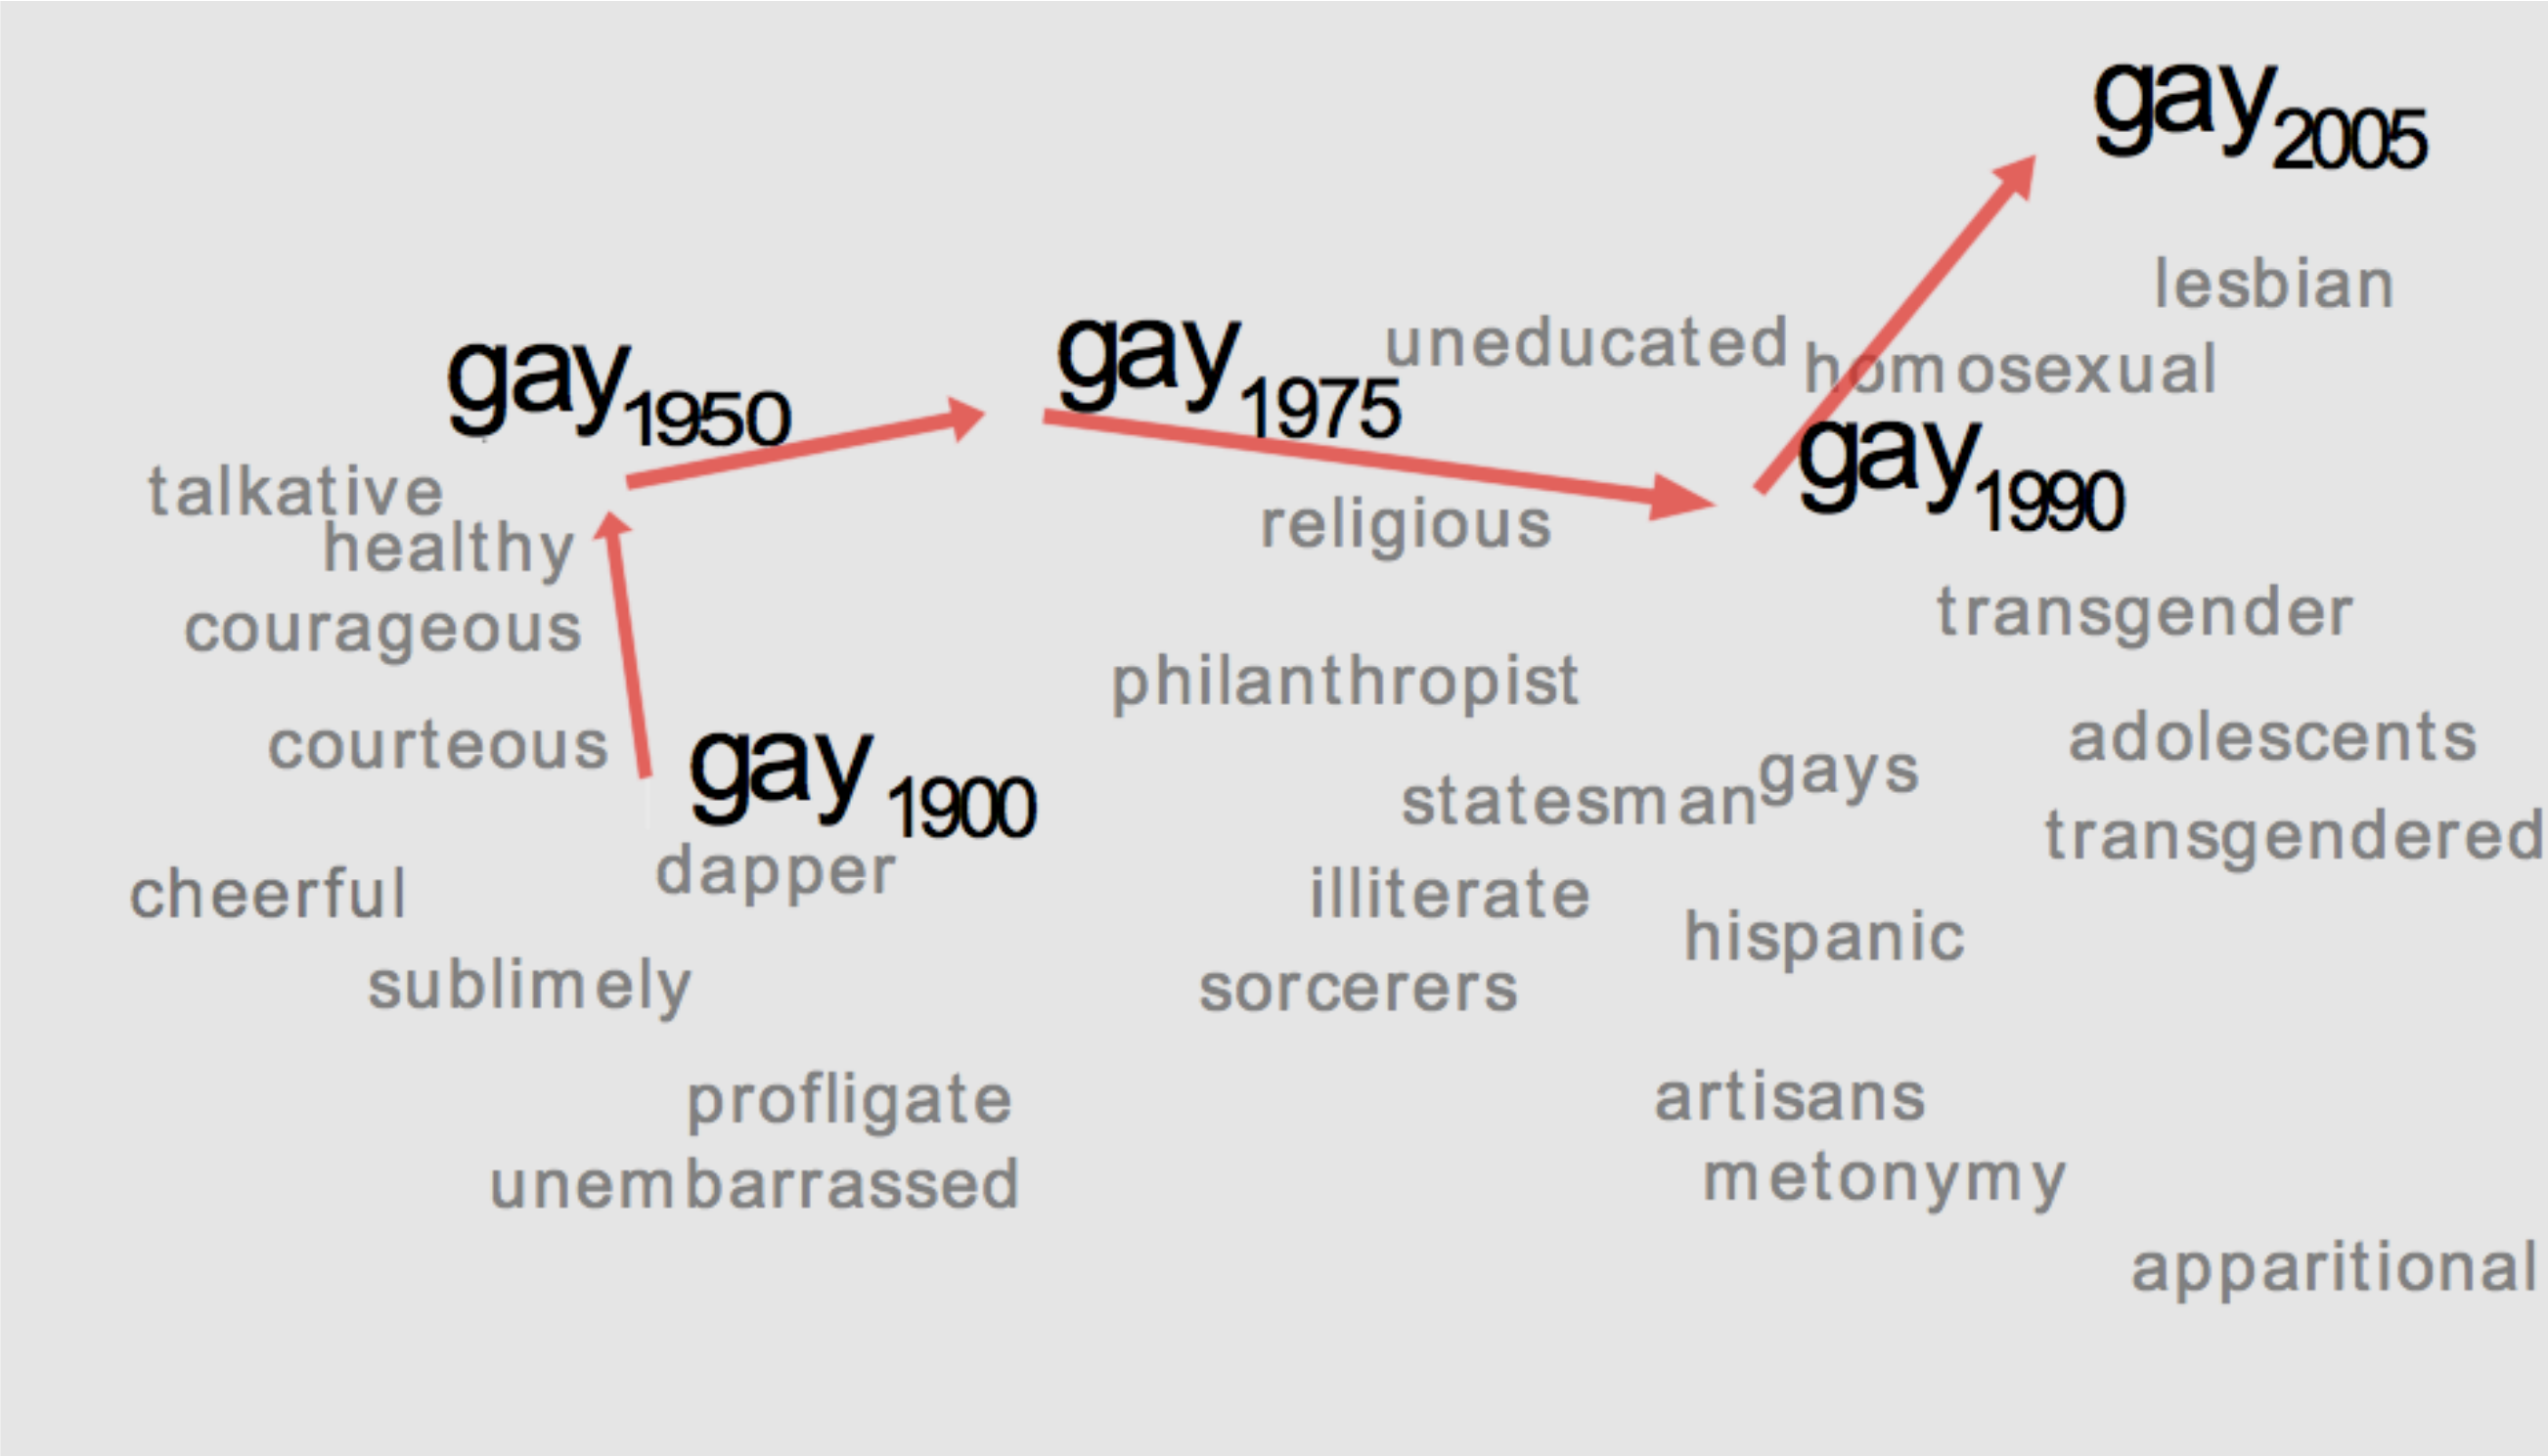 gay2005
lesbian
gay1950
gay1975
uneducated
homosexual
gay1990
talkative
healthy
religious
courageous
transgender
philanthropist
courteous
gay1900
adolescents
statesman
gays
transgendered
cheerful
dapper
illiterate
hispanic
sublimely
sorcerers
profligate
artisans
unembarrassed
metonymy
apparitional